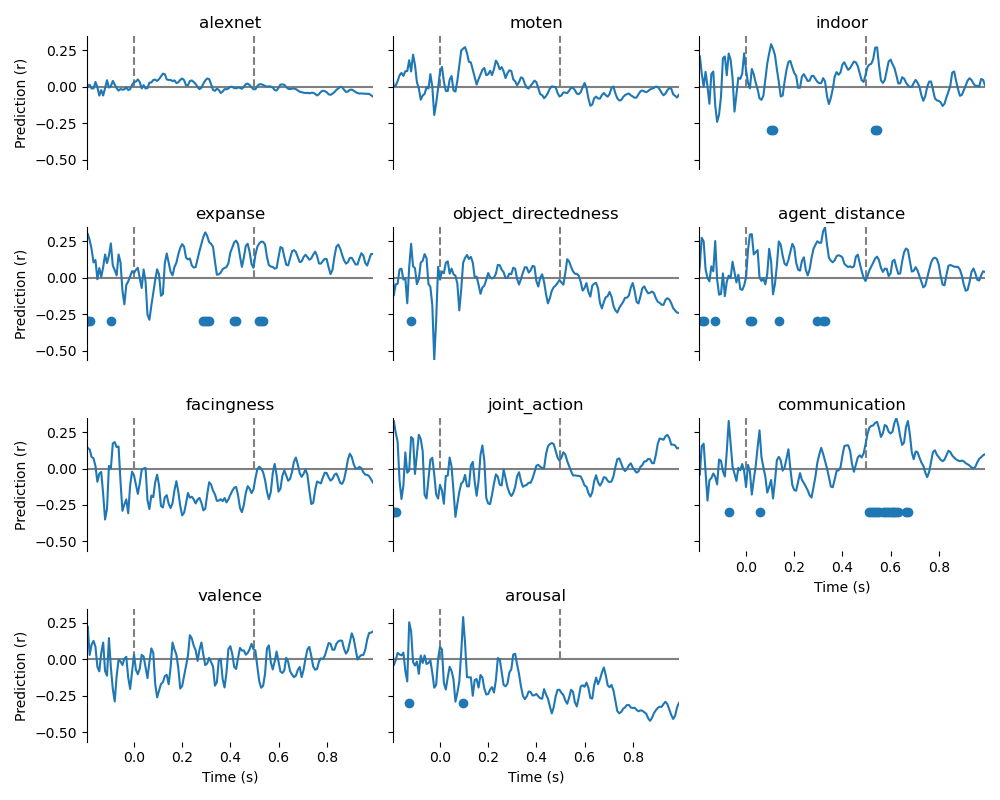 alexnet
moten
indoor
Prediction (r)
0.25
0.00
−0.25
−0.50
expanse
object_directedness
agent_distance
Prediction (r)
0.25
0.00
−0.25
−0.50
facingness
joint_action
communication
Prediction (r)
0.25
0.00
−0.25
−0.50
0.0 0.2 0.4 0.6 0.8
Time (s)
valence
arousal
Prediction (r)
0.25
0.00
−0.25
−0.50
0.0 0.2 0.4 0.6 0.8
Time (s)
0.0 0.2 0.4 0.6 0.8
Time (s)